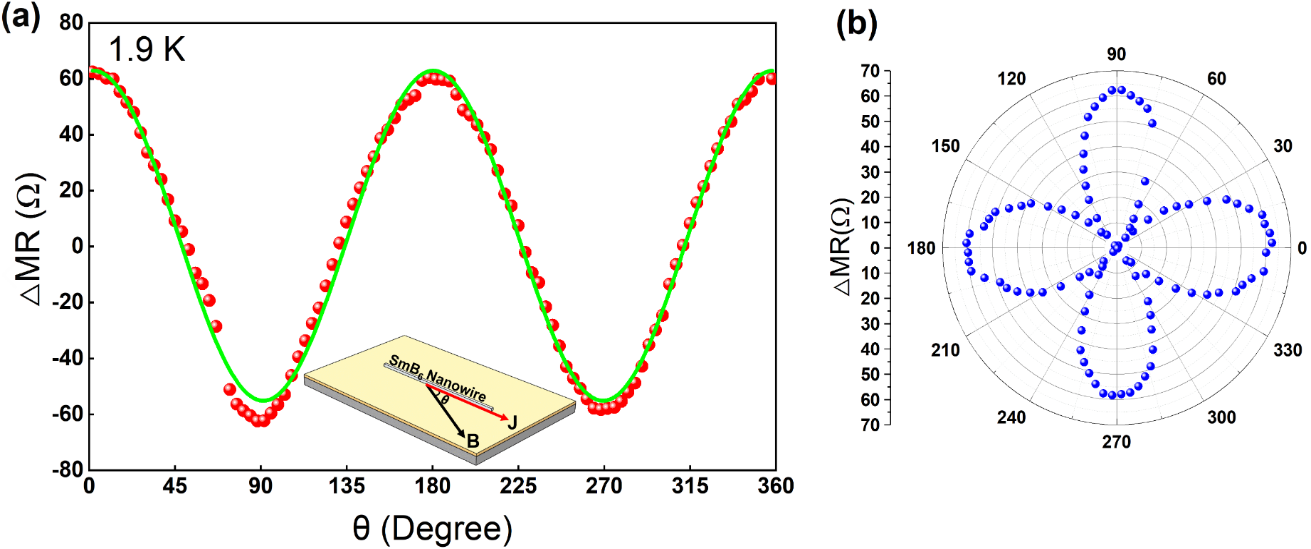 (a)
1.9 K
80
60
40
20
0
-20
-40
-60
-80
△MR (Ω)
SmB6 Nanowire
θ
J
B
0 45 90 135 180 225 270 315 360
θ (Degree)
(b)
70
60
50
40
30
20
10
0
10
20
30
40
50
60
70
△MR(Ω)
90
120 60
150 30
180 0
210 330
240 300
270